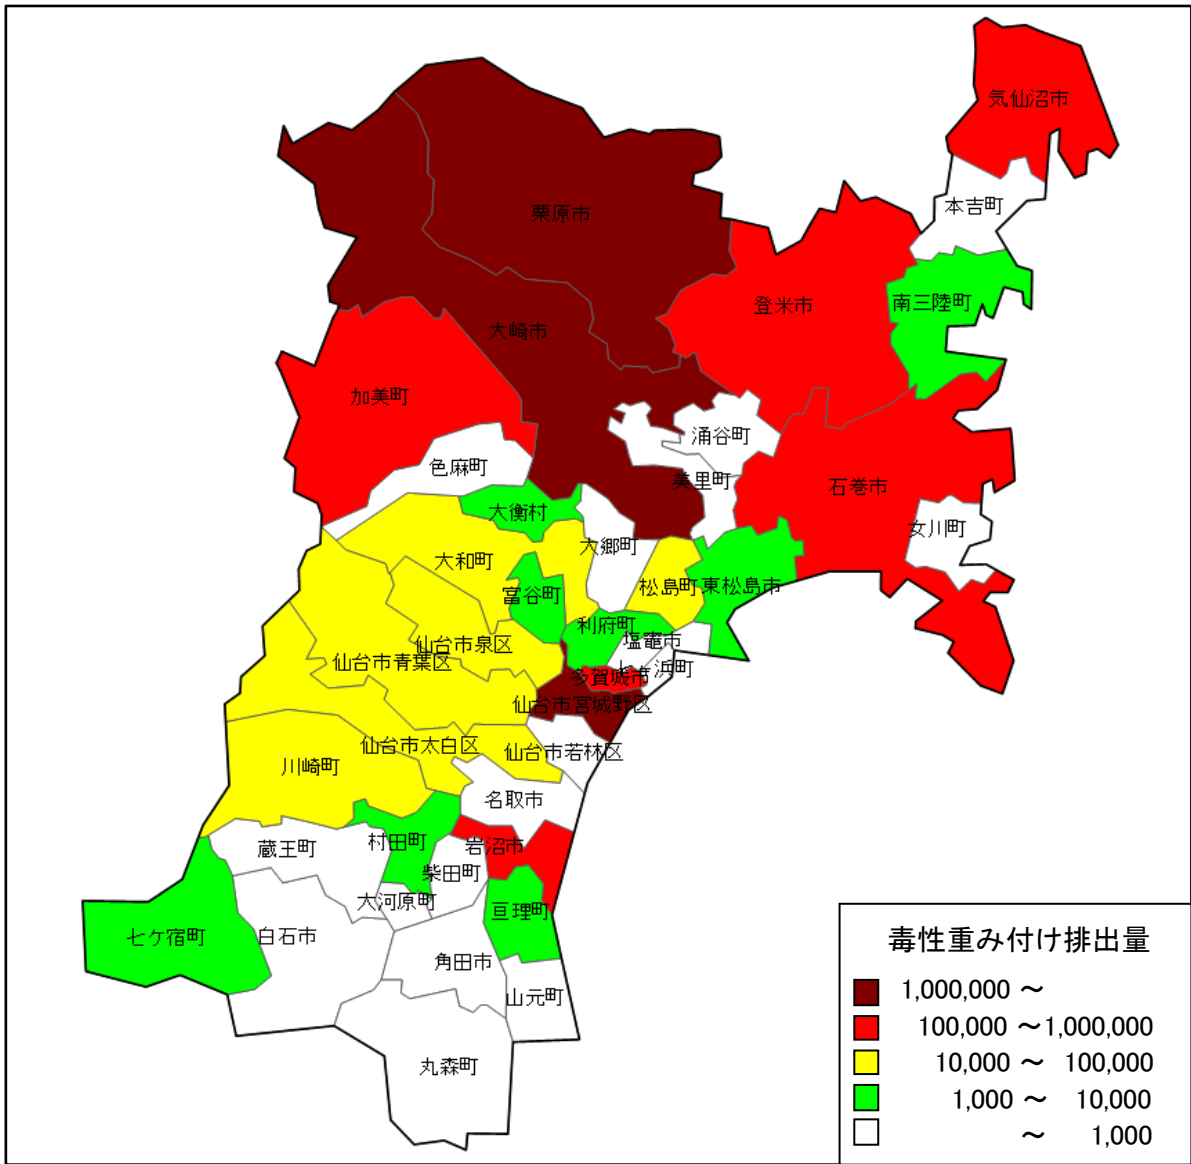 気仙沼市
本吉町
栗原市
登米市
南三陸町
大崎市
加美町
涌谷町
色麻町
美里町
石巻市
大衡村
女川町
大郷町
大和町
松島町
東松島市
富谷町
利府町
塩竈市
仙台市泉区
仙台市青葉区
七ヶ浜町
多賀城市
仙台市宮城野区
仙台市太白区
仙台市若林区
川崎町
名取市
村田町
岩沼市
蔵王町
柴田町
大河原町
亘理町
七ケ宿町
白石市
角田市
山元町
丸森町
毒性重み付け排出量
1,000,000 ～
100,000 ～1,000,000
10,000 ～ 100,000
1,000 ～ 10,000
～ 1,000